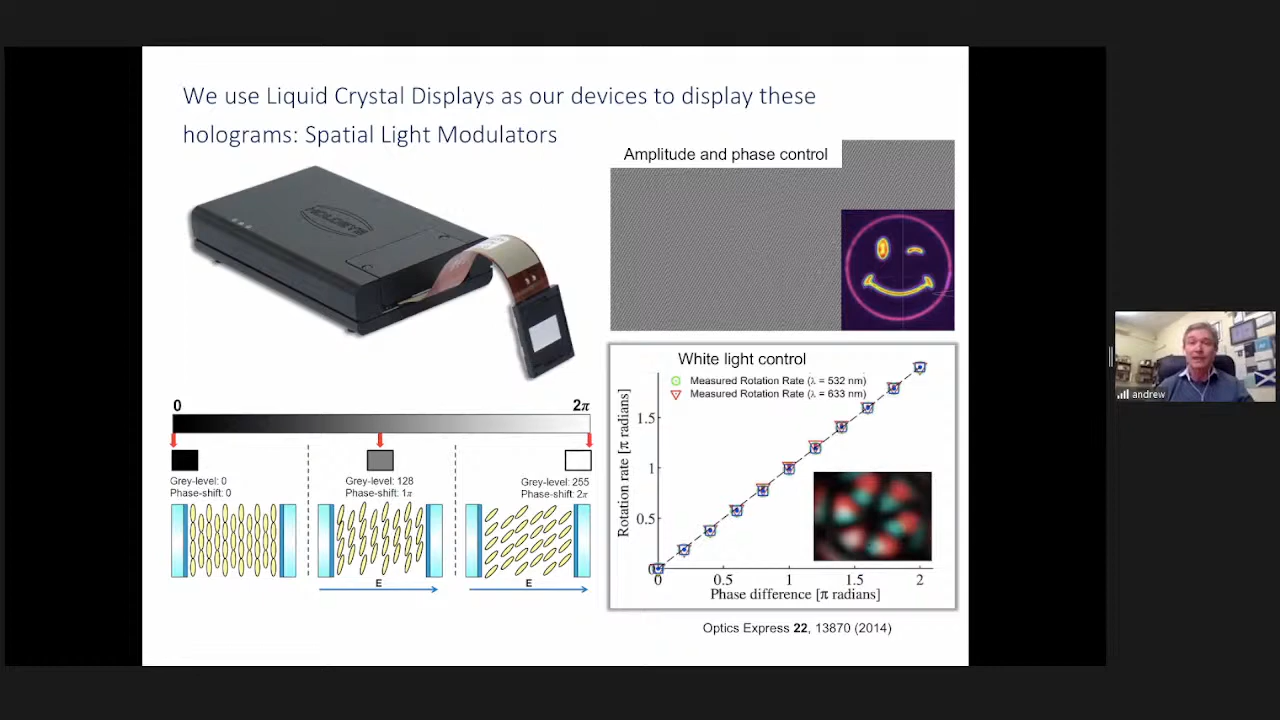 We use Liquid Crystal Displays as our devices to display these
holograms: Spatial Light Modulators
HOLOEYE
Amplitude and phase control
0
2π
Grey-level: 0
Phase-shift: 0
Grey-level: 128
Phase-shift: 1π
Grey-level: 255
Phase-shift: 2π
E
E
White light control
Measured Rotation Rate (λ = 532 nm)
Measured Rotation Rate (λ = 633 nm)
Rotation rate [π radians]
1.5
1
0.5
0
0 0.5 1 1.5 2
Phase difference [π radians]
Optics Express 22, 13870 (2014)
andrew